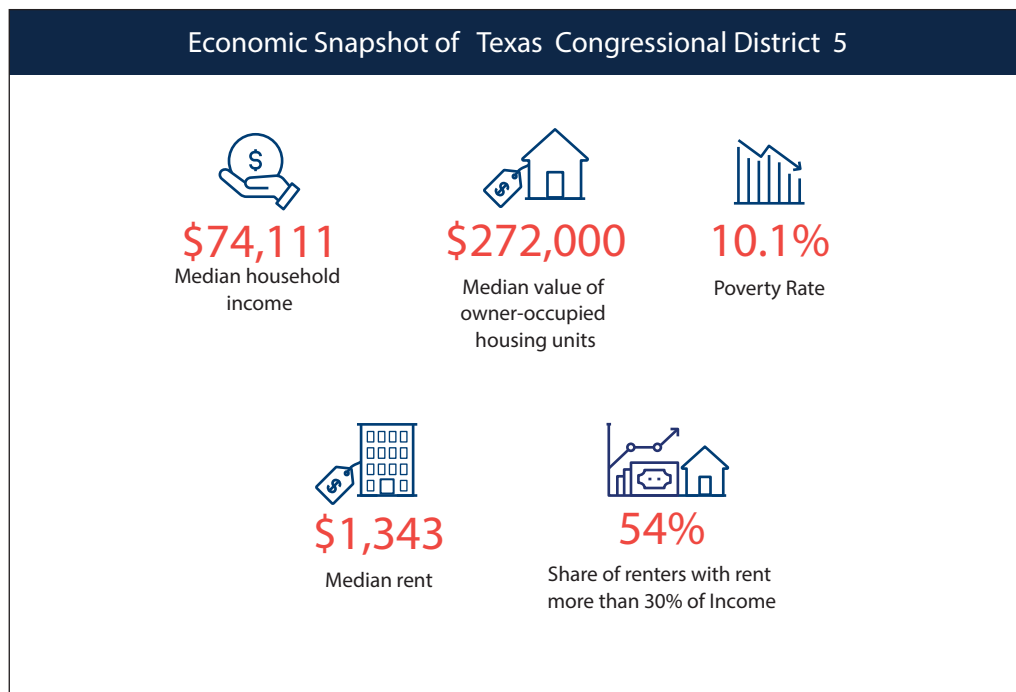 Economic Snapshot of Texas Congressional District 5
$
$74,111
Median household
income
$
$272,000
Median value of
owner-occupied
housing units
10.1%
Poverty Rate
$
$1,343
Median rent
54%
Share of renters with rent
more than 30% of Income